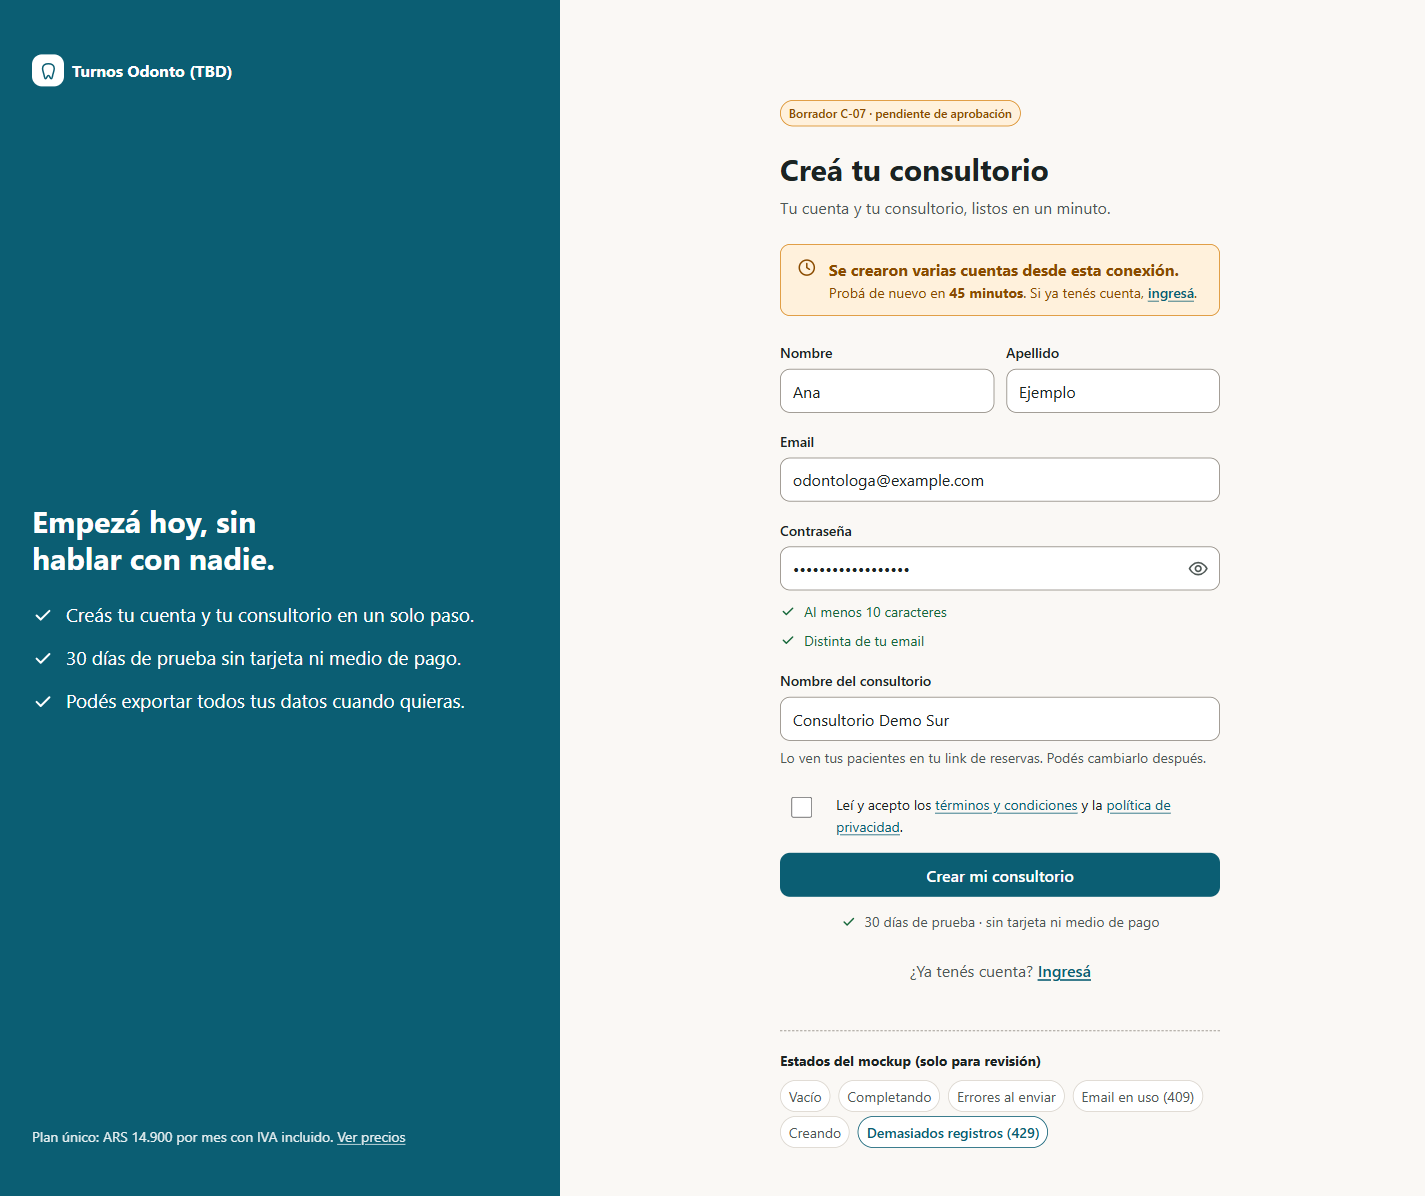 Turnos Odonto (TBD)
Empezá hoy, sin
hablar con nadie.
Creás tu cuenta y tu consultorio en un solo paso.
30 días de prueba sin tarjeta ni medio de pago.
Podés exportar todos tus datos cuando quieras.
Plan único: ARS 14.900 por mes con IVA incluido. Ver precios
Borrador C-07 · pendiente de aprobación
Creá tu consultorio
Tu cuenta y tu consultorio, listos en un minuto.
Se crearon varias cuentas desde esta conexión.
Probá de nuevo en 45 minutos. Si ya tenés cuenta, ingresá.
Nombre
Apellido
Ana
Ejemplo
Email
odontologa@example.com
Contraseña
••••••••••••••••••
Al menos 10 caracteres
Distinta de tu email
Nombre del consultorio
Consultorio Demo Sur
Lo ven tus pacientes en tu link de reservas. Podés cambiarlo después.
Leí y acepto los términos y condiciones y la política de
privacidad.
Crear mi consultorio
30 días de prueba · sin tarjeta ni medio de pago
¿Ya tenés cuenta? Ingresá
Estados del mockup (solo para revisión)
Vacío
Completando
Errores al enviar
Email en uso (409)
Creando
Demasiados registros (429)